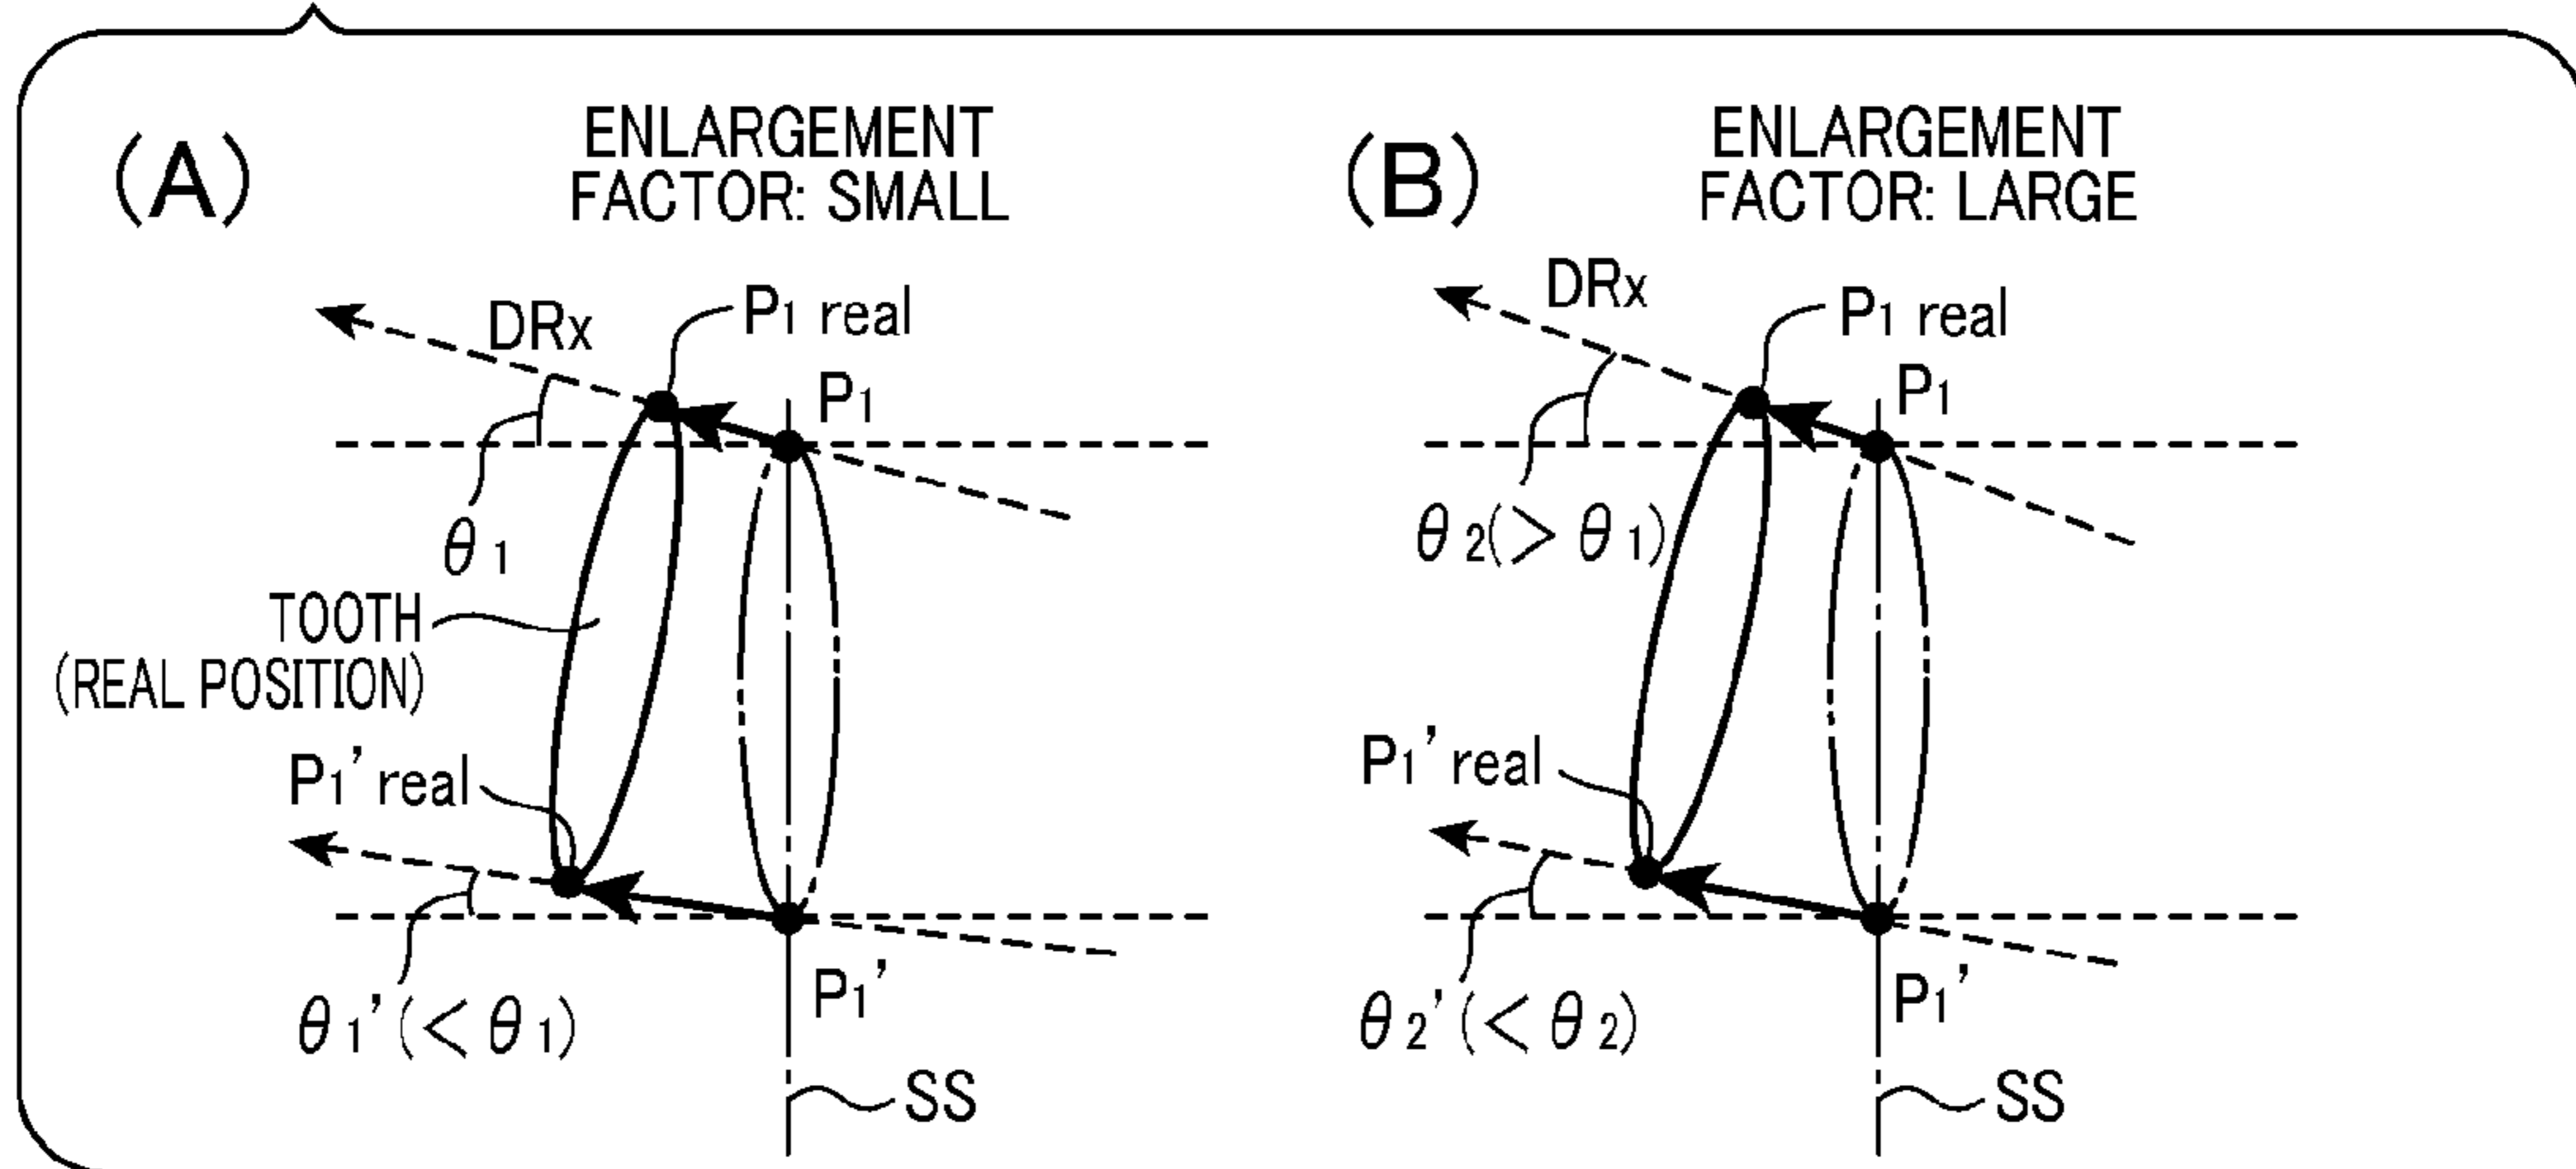 (A)
ENLARGEMENT
FACTOR: SMALL
DRx
P1 real
P1
θ1
TOOTH
(REAL POSITION)
P1' real
P1'
θ1' (< θ1)
SS
(B)
ENLARGEMENT
FACTOR: LARGE
DRx
P1 real
P1
θ2(> θ1)
P1' real
P1'
θ2' (< θ2)
SS